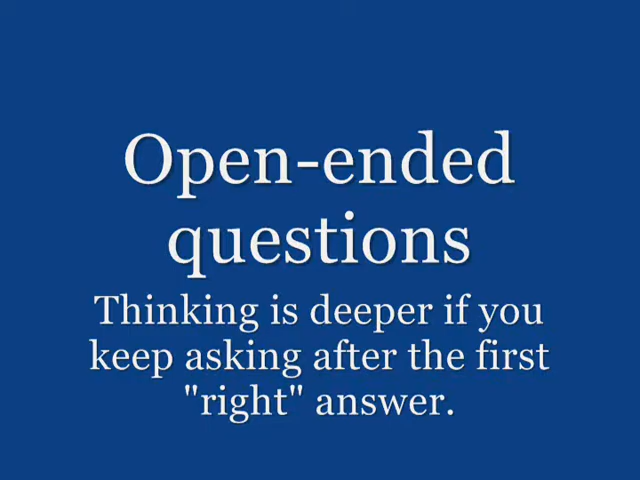 Open-ended
questions
Thinking is deeper if you
keep asking after the first
"right" answer.